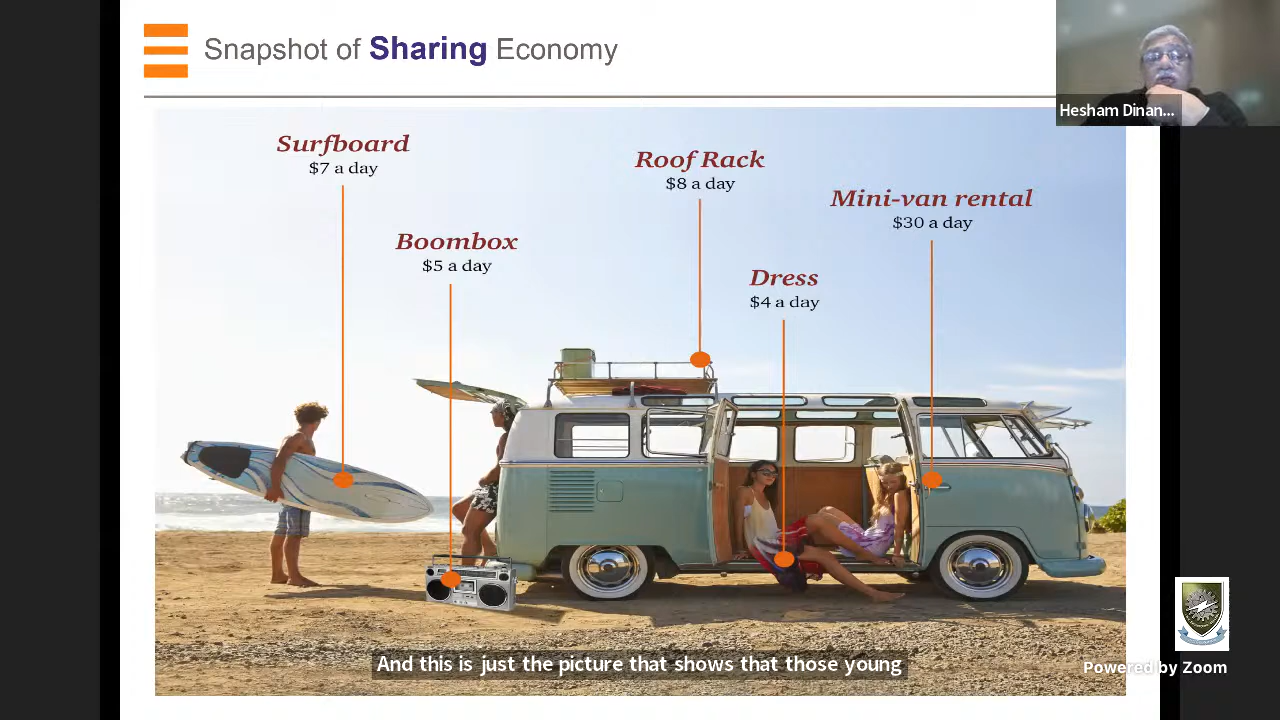 Snapshot of Sharing Economy
Hesham Dinan...
Surfboard
$7 a day
Roof Rack
$8 a day
Mini-van rental
$30 a day
Boombox
$5 a day
Dress
$4 a day
And this is just the picture that shows that those young
Powered by Zoom